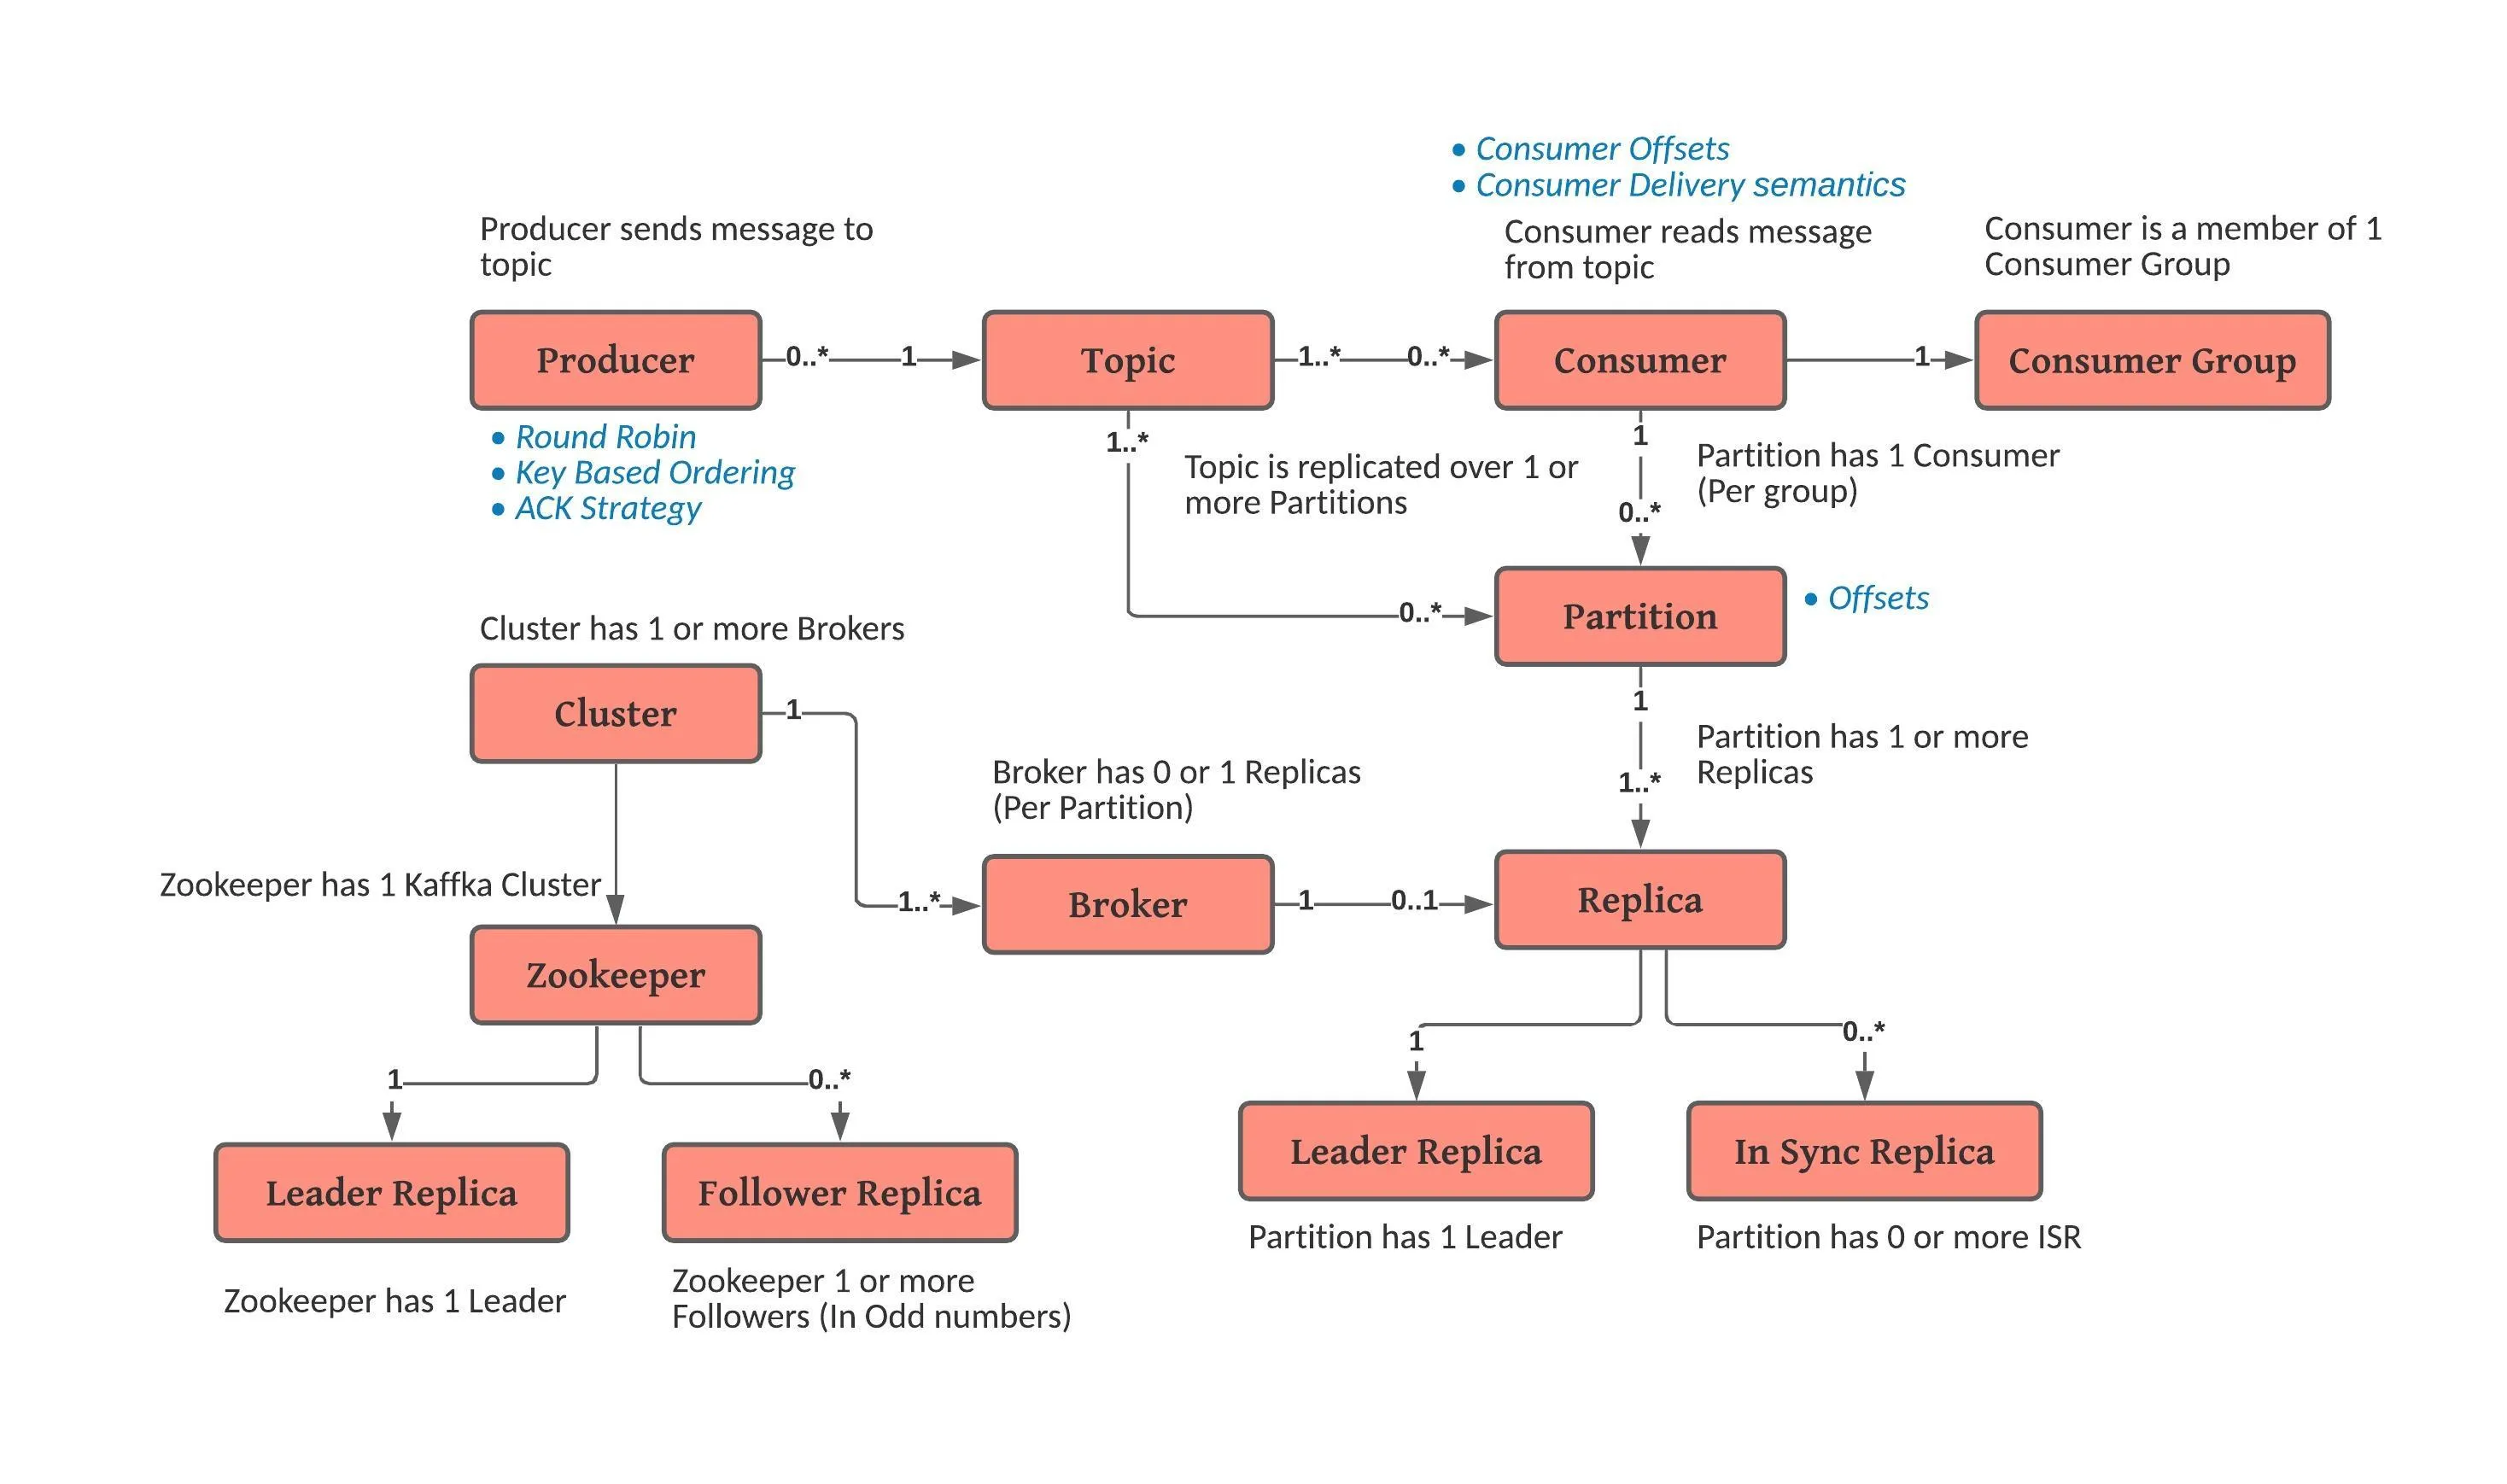 • Consumer Offsets
• Consumer Delivery semantics
Producer sends message to
topic
Consumer reads message
from topic
Consumer is a member of 1
Consumer Group
Producer
0..*
1
Topic
1..*
0..*
Consumer
1
Consumer Group
• Round Robin
• Key Based Ordering
• ACK Strategy
1..*
Topic is replicated over 1 or
more Partitions
0..*
1
Partition has 1 Consumer
(Per group)
0..*
Partition
• Offsets
Cluster has 1 or more Brokers
Cluster
1
1..*
Broker has 0 or 1 Replicas
(Per Partition)
1
Partition has 1 or more
Replicas
1..*
Zookeeper has 1 Kaffka Cluster
Broker
1
0..1
Replica
Zookeeper
1
0..*
1
0..*
Leader Replica
Follower Replica
Leader Replica
In Sync Replica
Zookeeper has 1 Leader
Zookeeper 1 or more
Followers (In Odd numbers)
Partition has 1 Leader
Partition has 0 or more ISR